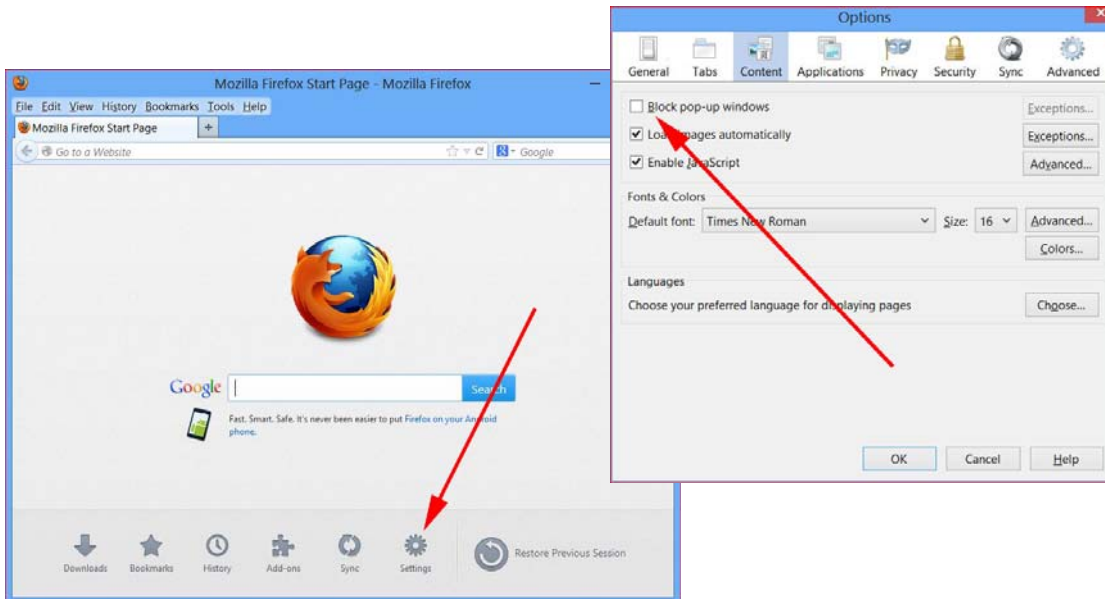 Mozilla Firefox Start Page - Mozilla Firefox
File Edit View History Bookmarks Tools Help
Mozilla Firefox Start Page +
Go to a Website Google
Google Search
Fast. Smart. Safe. It's never been easier to put Firefox on your Android
phone.
Downloads Bookmarks History Add-ons Sync Settings Restore Previous Session
Options
General Tabs Content Applications Privacy Security Sync Advanced
Block pop-up windows Exceptions...
Load images automatically Exceptions...
Enable JavaScript Advanced...
Fonts & Colors
Default font: Times New Roman Size: 16 Advanced...
Colors...
Languages
Choose your preferred language for displaying pages Choose...
OK Cancel Help